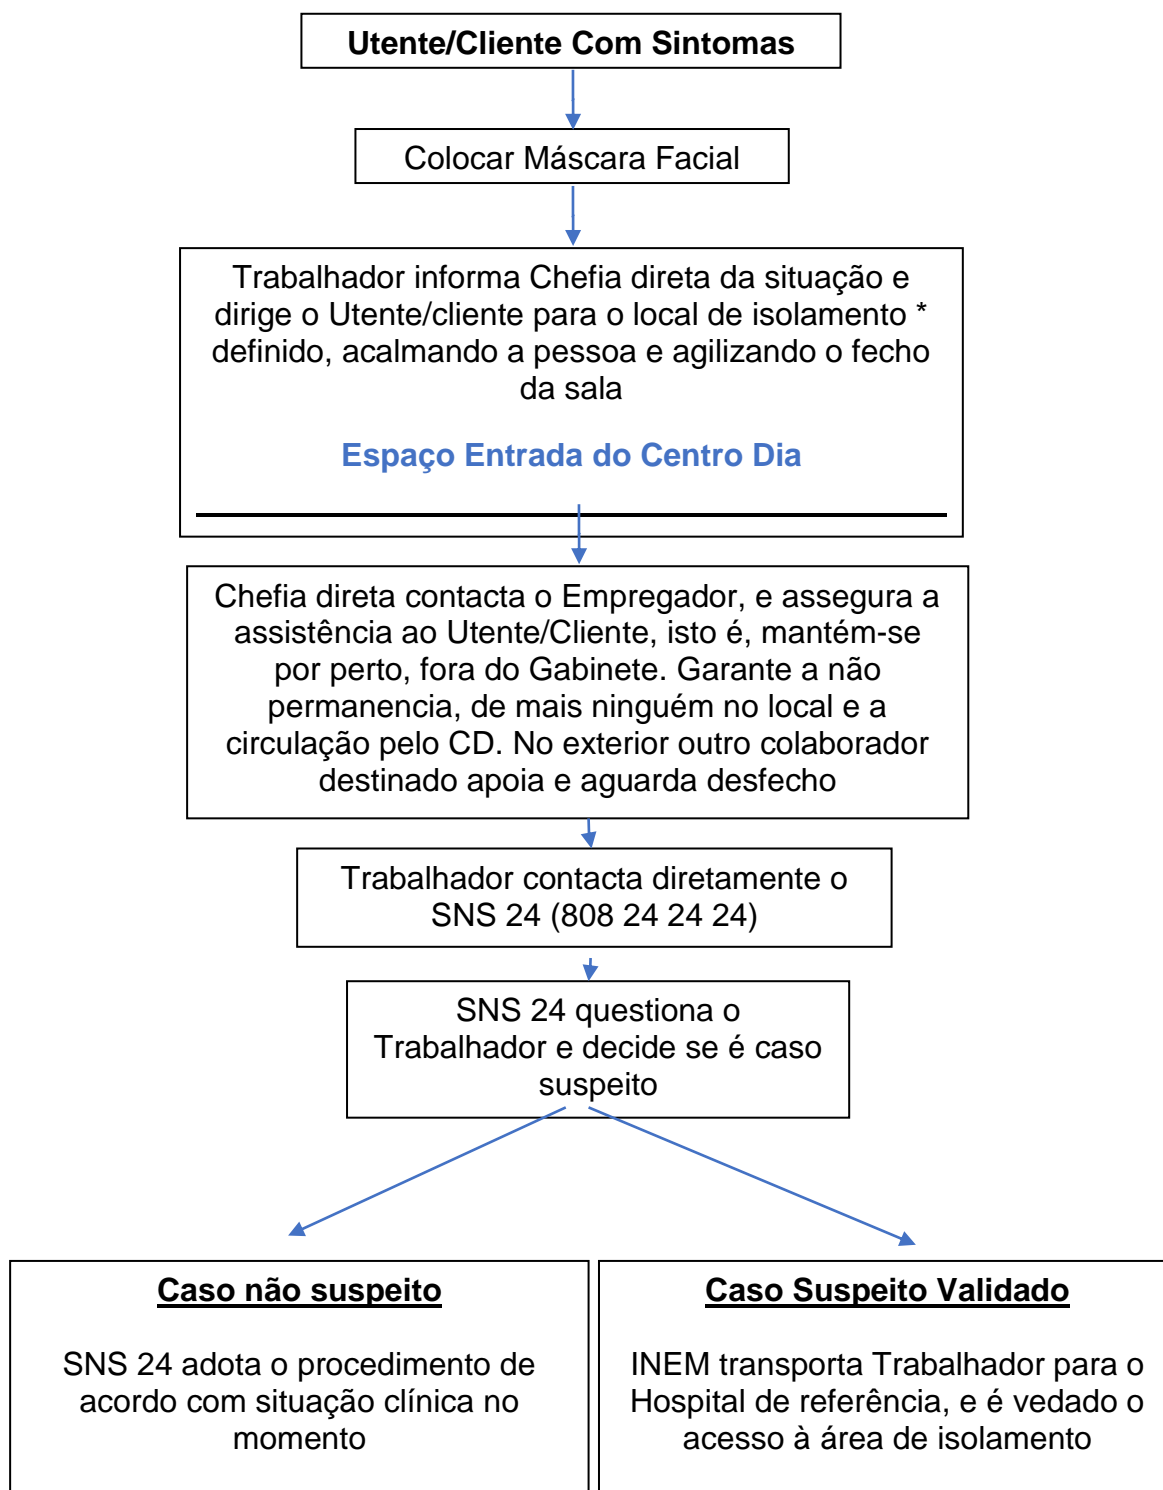 Utente/Cliente Com Sintomas
Colocar Máscara Facial
Trabalhador informa Chefia direta da situação e
dirige o Utente/cliente para o local de isolamento *
definido, acalmando a pessoa e agilizando o fecho
da sala
Espaço Entrada do Centro Dia
Chefia direta contacta o Empregador, e assegura a
assistência ao Utente/Cliente, isto é, mantém-se
por perto, fora do Gabinete. Garante a não
permanencia, de mais ninguém no local e a
circulação pelo CD. No exterior outro colaborador
destinado apoia e aguarda desfecho
Trabalhador contacta diretamente o
SNS 24 (808 24 24 24)
SNS 24 questiona o
Trabalhador e decide se é caso
suspeito
Caso não suspeito
SNS 24 adota o procedimento de
acordo com situação clínica no
momento
Caso Suspeito Validado
INEM transporta Trabalhador para o
Hospital de referência, e é vedado o
acesso à área de isolamento